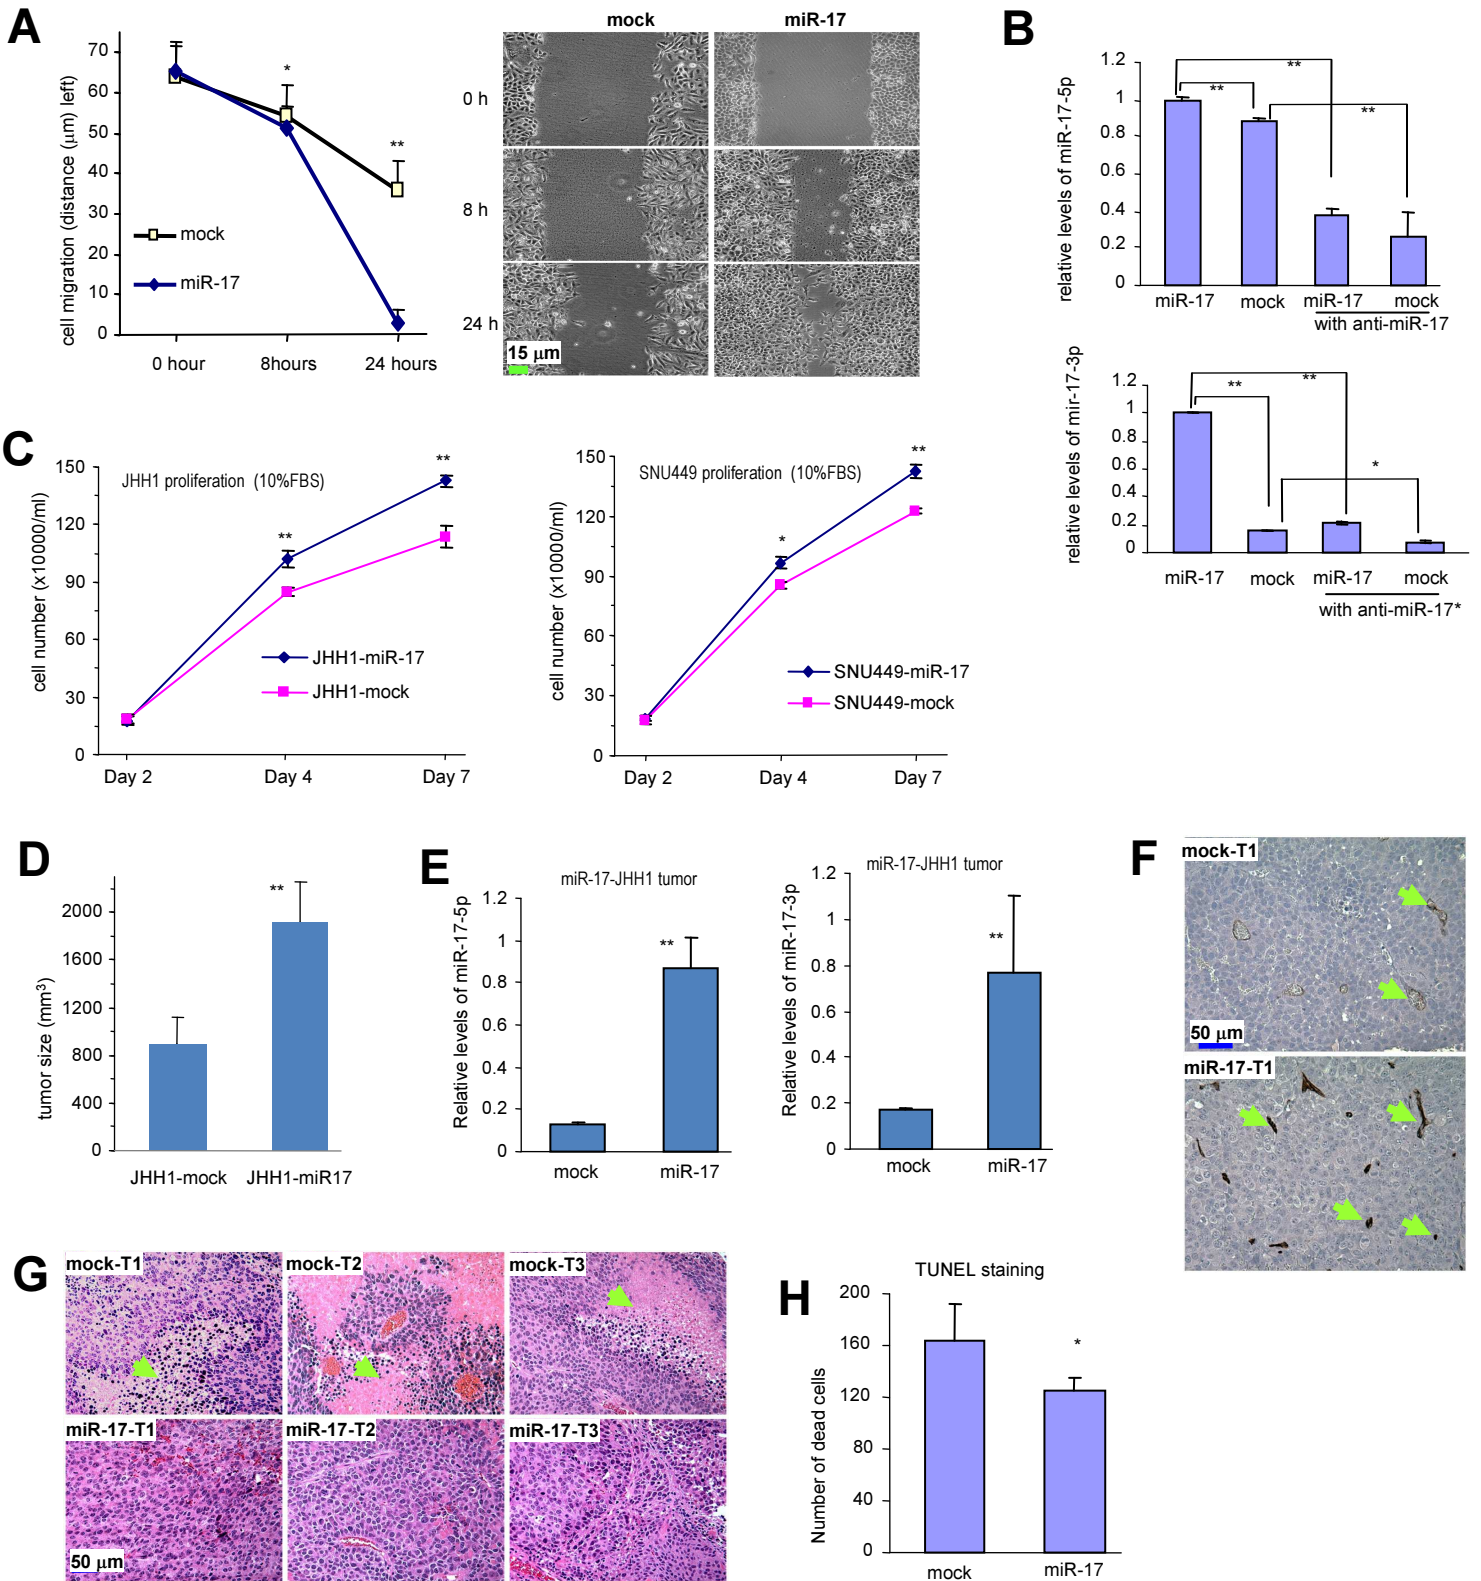 A
cell migration (distance (μm) left)
70
60
50
40
30
20
10
0
*
**
mock
miR-17
0 hour
8hours
24 hours
mock
miR-17
0 h
8 h
24 h
15 μm
B
relative levels of miR-17-5p
1.2
1
0.8
0.6
0.4
0.2
0
**
**
**
miR-17
mock
miR-17
mock
with anti-miR-17
relative levels of mir-17-3p
1.2
1
0.8
0.6
0.4
0.2
0
**
**
*
miR-17
mock
miR-17
mock
with anti-miR-17*
C
cell number (x10000/ml)
150
120
90
60
30
0
JHH1 proliferation (10%FBS)
**
**
JHH1-miR-17
JHH1-mock
Day 2
Day 4
Day 7
cell number (x10000/ml)
150
120
90
60
30
0
SNU449 proliferation (10%FBS)
*
**
SNU449-miR-17
SNU449-mock
Day 2
Day 4
Day 7
D
tumor size (mm3)
2000
1600
1200
800
400
0
**
JHH1-mock
JHH1-miR17
E
miR-17-JHH1 tumor
Relative levels of miR-17-5p
1.2
1
0.8
0.6
0.4
0.2
0
**
mock
miR-17
miR-17-JHH1 tumor
Relative levels of miR-17-3p
1.2
1
0.8
0.6
0.4
0.2
0
**
mock
miR-17
F
mock-T1
50 μm
miR-17-T1
G
mock-T1
mock-T2
mock-T3
miR-17-T1
miR-17-T2
miR-17-T3
50 μm
H
TUNEL staining
Number of dead cells
200
160
120
80
40
0
*
mock
miR-17